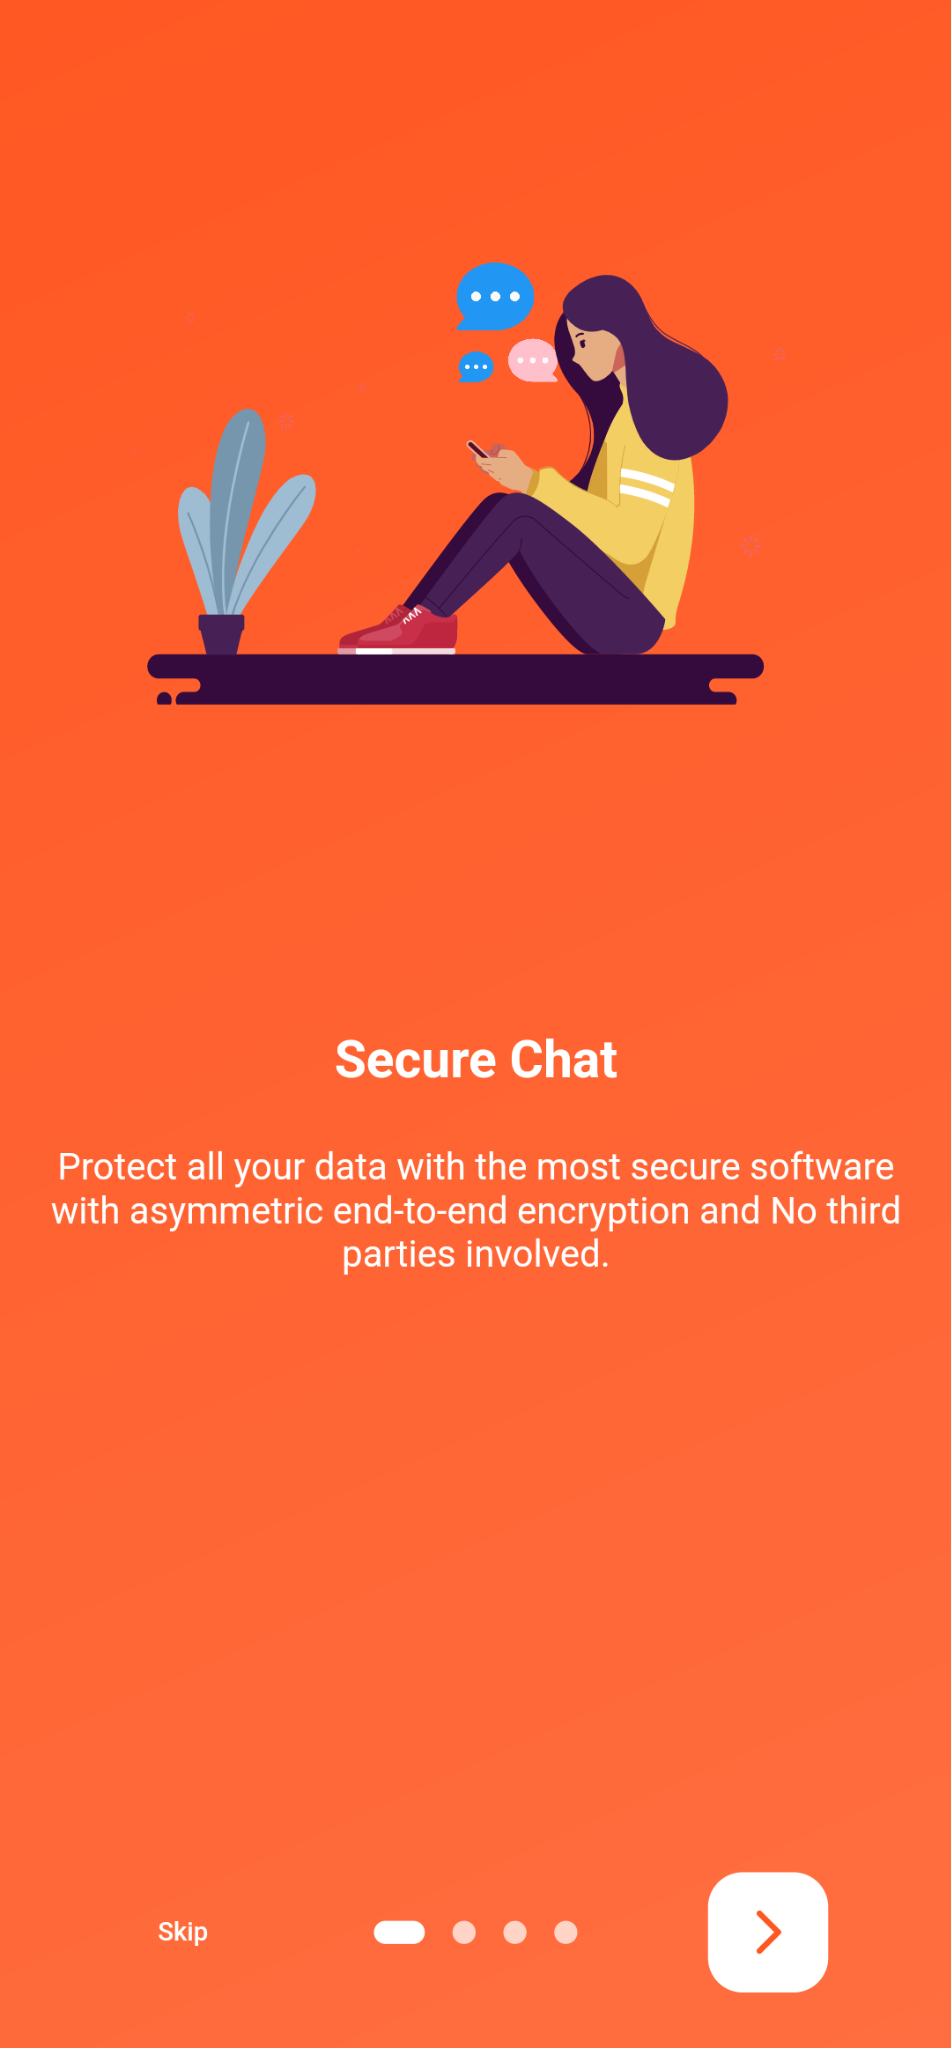 Secure Chat
Protect all your data with the most secure software
with asymmetric end-to-end encryption and No third
parties involved.
Skip